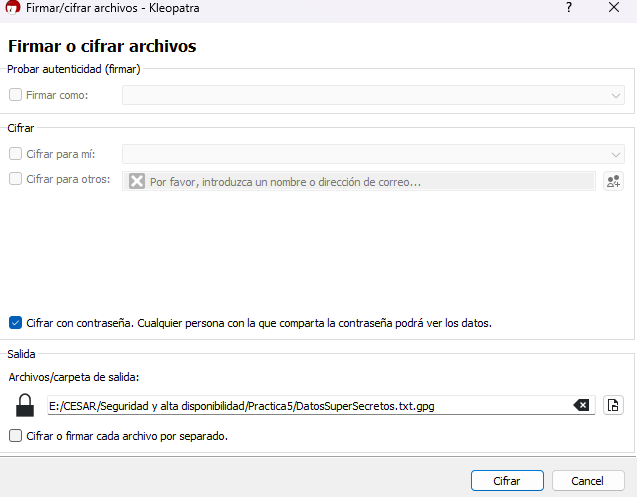 Firmar/cifrar archivos - Kleopatra
Firmar o cifrar archivos
Probar autenticidad (firmar)
Firmar como:
Cifrar
Cifrar para mí:
Cifrar para otros: Por favor, introduzca un nombre o dirección de correo...
Cifrar con contraseña. Cualquier persona con la que comparta la contraseña podrá ver los datos.
Salida
Archivos/carpeta de salida:
E:/CESAR/Seguridad y alta disponibilidad/Practica5/DatosSuperSecretos.txt.gpg
Cifrar o firmar cada archivo por separado.
Cifrar Cancel